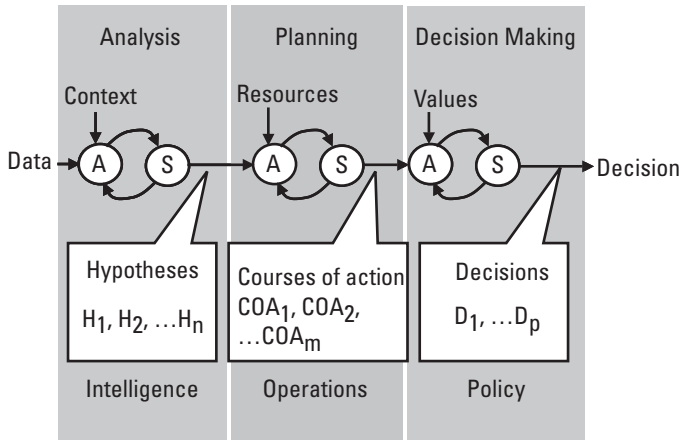 Analysis
Planning
Decision Making
Context
Resources
Values
Data
A
S
A
S
A
S
Decision
Hypotheses
H1, H2, …Hn
Courses of action
COA1, COA2,
…COAm
Decisions
D1, …Dp
Intelligence
Operations
Policy